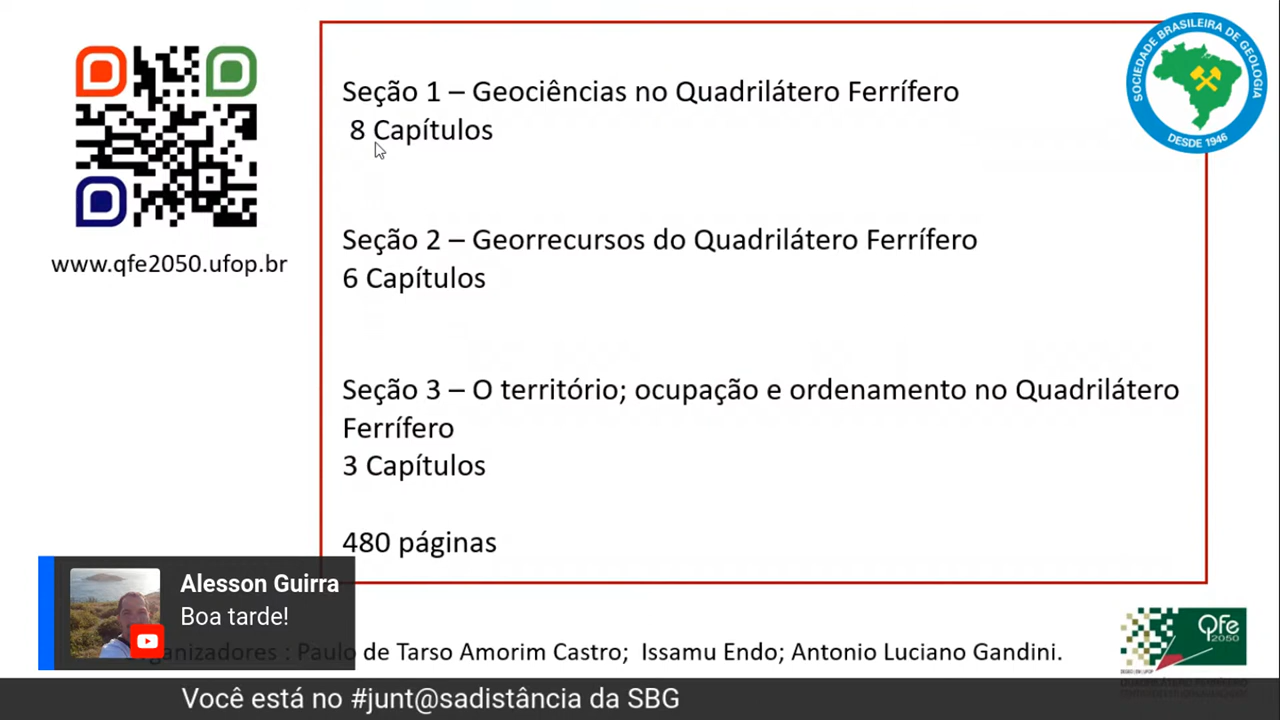 SOCIEDADE BRASILEIRA DE GEOLOGIA
DESDE 1946
Seção 1 – Geociências no Quadrilátero Ferrífero
8 Capítulos
Seção 2 – Georrecursos do Quadrilátero Ferrífero
6 Capítulos
www.qfe2050.ufop.br
Seção 3 – O território; ocupação e ordenamento no Quadrilátero
Ferrífero
3 Capítulos
480 páginas
Alesson Guirra
Boa tarde!
Organizadores : Paulo de Tarso Amorim Castro; Issamu Endo; Antonio Luciano Gandini.
Qfe
2050
Você está no #junt@sadistância da SBG